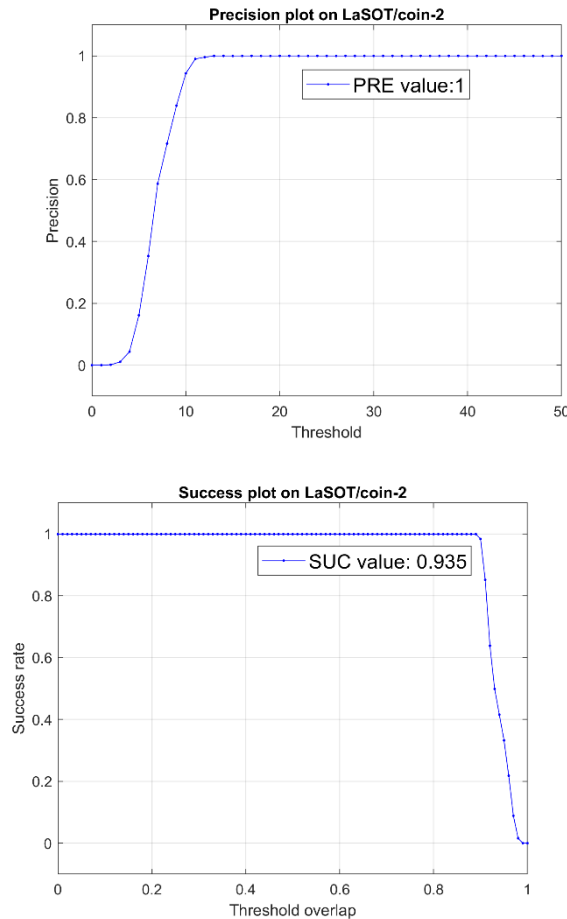 Precision plot on LaSOT/coin-2
1
0.8
0.6
0.4
0.2
0
Precision
PRE value:1
0 10 20 30 40 50
Threshold
Success plot on LaSOT/coin-2
1
0.8
0.6
0.4
0.2
0
Success rate
SUC value: 0.935
0 0.2 0.4 0.6 0.8 1
Threshold overlap